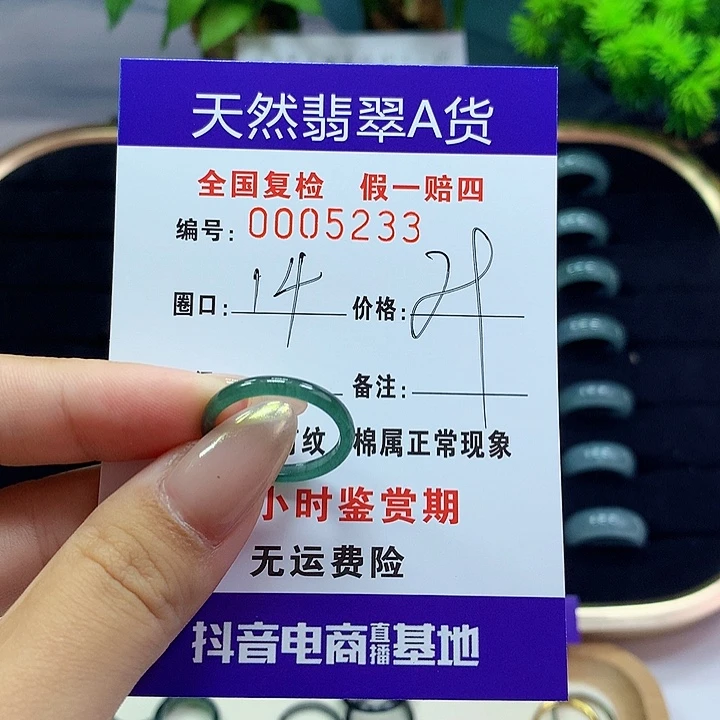 天然翡翠A货
全国复检 假一赔四
编号: 0005233
圈口: 14 价格:
备注:
纹 棉属正常现象
小时鉴赏期
无运费险
抖音电商直播基地